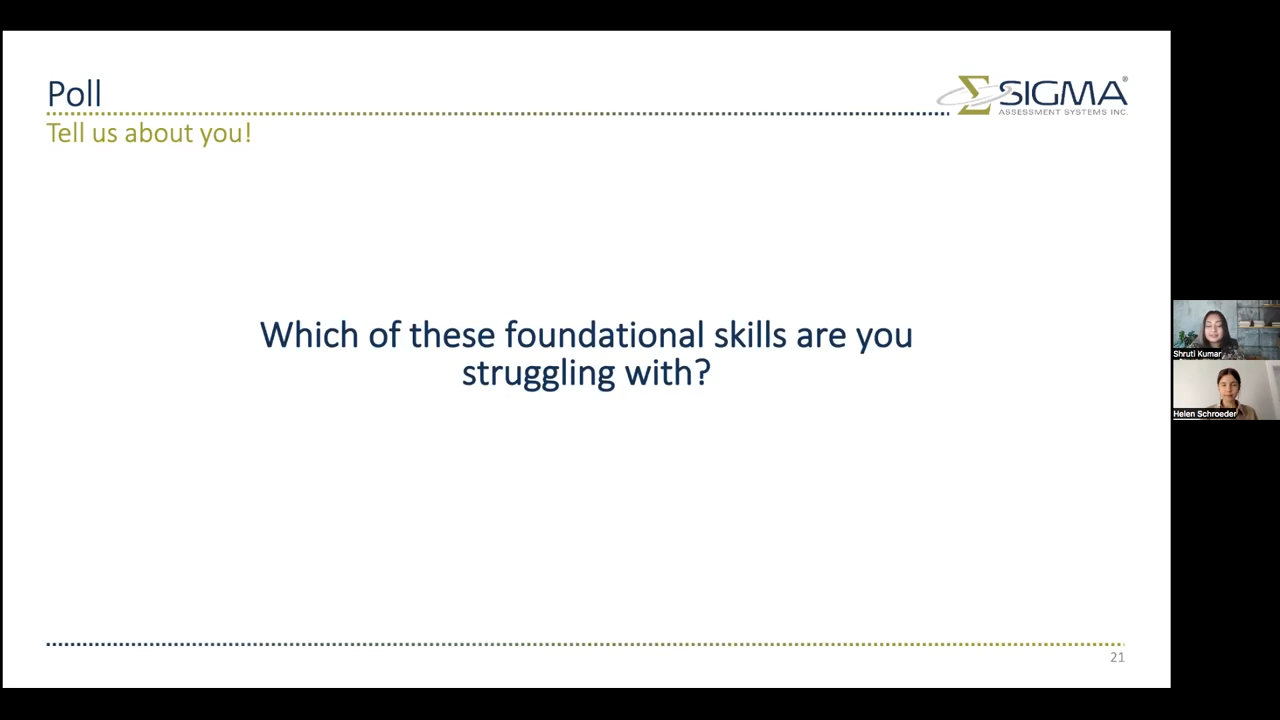 Poll
Tell us about you!
ΣSIGMA®
ASSESSMENT SYSTEMS INC.
Which of these foundational skills are you
struggling with?
Shruti Kumar
Helen Schroeder
21